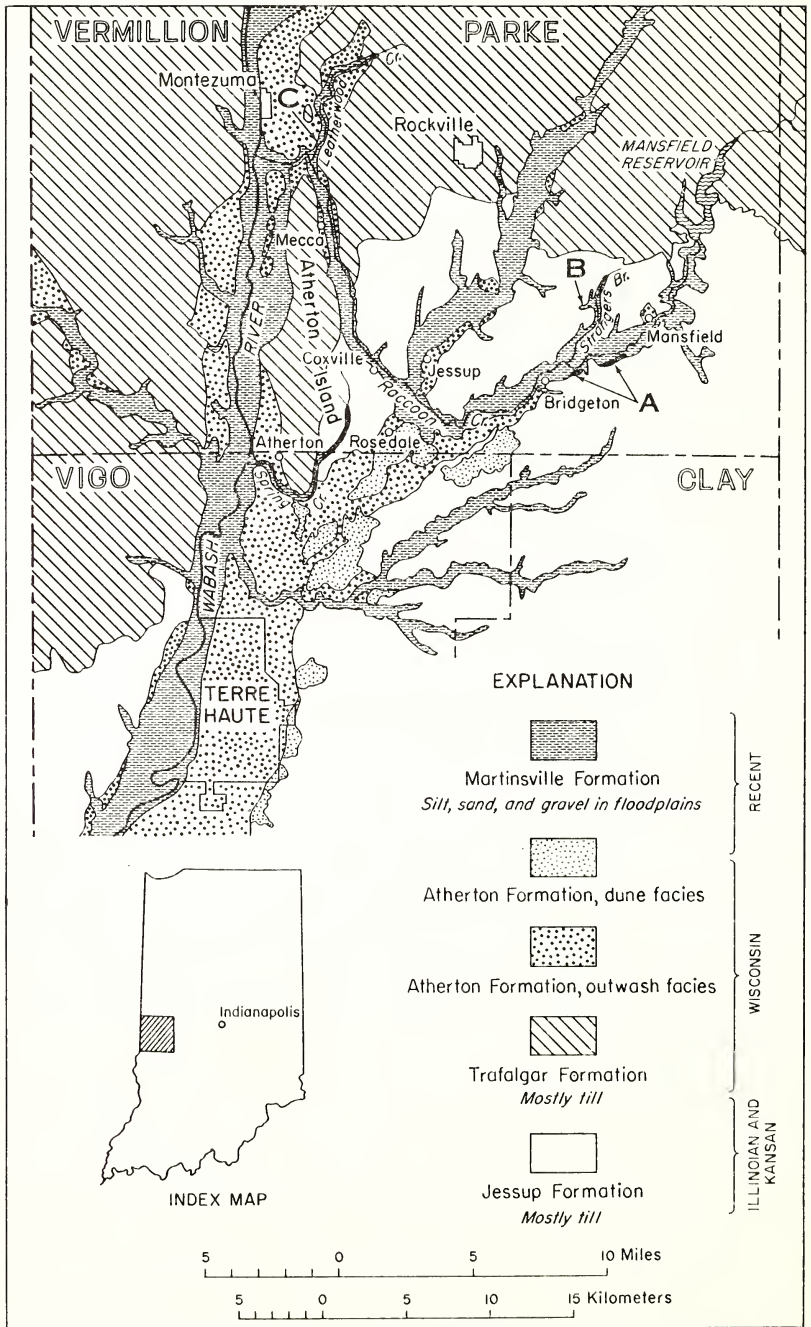 VERMILLION
PARKE
Montezuma
C
Leatherwood
Cr.
Rockville
MANSFIELD
RESERVOIR
Mecca
Atherton
Island
RIVER
B
Strangers
Br.
Mansfield
Coxville
Jessup
Raccoon
Cr.
Bridgeton
A
Atherton
Rosedale
VIGO
CLAY
Cr.
WABASH
TERRE
HAUTE
EXPLANATION
Martinsville Formation
Silt, sand, and gravel in floodplains
RECENT
Atherton Formation, dune facies
Atherton Formation, outwash facies
Trafalgar Formation
Mostly till
WISCONSIN
Jessup Formation
Mostly till
ILLINOIAN AND
KANSAN
Indianapolis
INDEX MAP
5 0 5 10 Miles
5 0 5 10 15 Kilometers